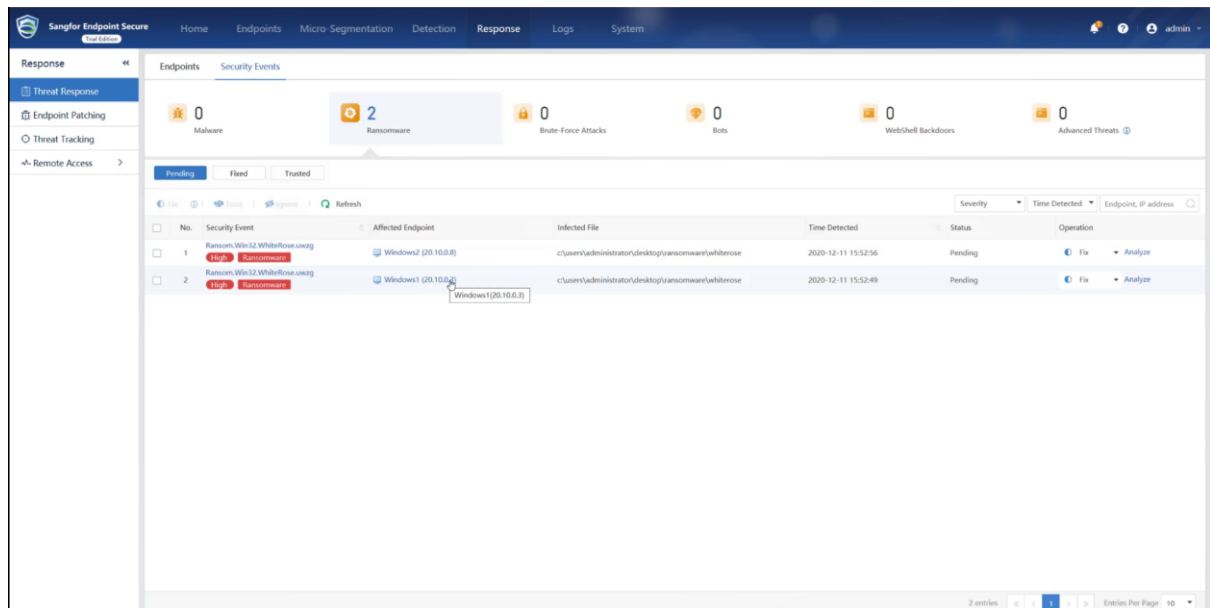 Sangfor Endpoint Secure
Trial Edition
Home Endpoints Micro-Segmentation Detection Response Logs System
admin
Response
Threat Response
Endpoint Patching
Threat Tracking
Remote Access
Endpoints Security Events
0
Malware
2
Ransomware
0
Brute-Force Attacks
0
Bots
0
WebShell Backdoors
0
Advanced Threats
Pending Fixed Trusted
Fix Trust Ignore Refresh
Severity Time Detected Endpoint, IP address
No. Security Event Affected Endpoint Infected File Time Detected Status Operation
Ransom.Win32.WhiteRose.uwzg
1 High Ransomware Windows2 (20.10.0.8) c:\users\administrator\desktop\ransomware\whiterose 2020-12-11 15:52:56 Pending Fix Analyze
Ransom.Win32.WhiteRose.uwzg
2 High Ransomware Windows1 (20.10.0.3) c:\users\administrator\desktop\ransomware\whiterose 2020-12-11 15:52:49 Pending Fix Analyze
Windows1(20.10.0.3)
2 entries 1 Entries Per Page 10